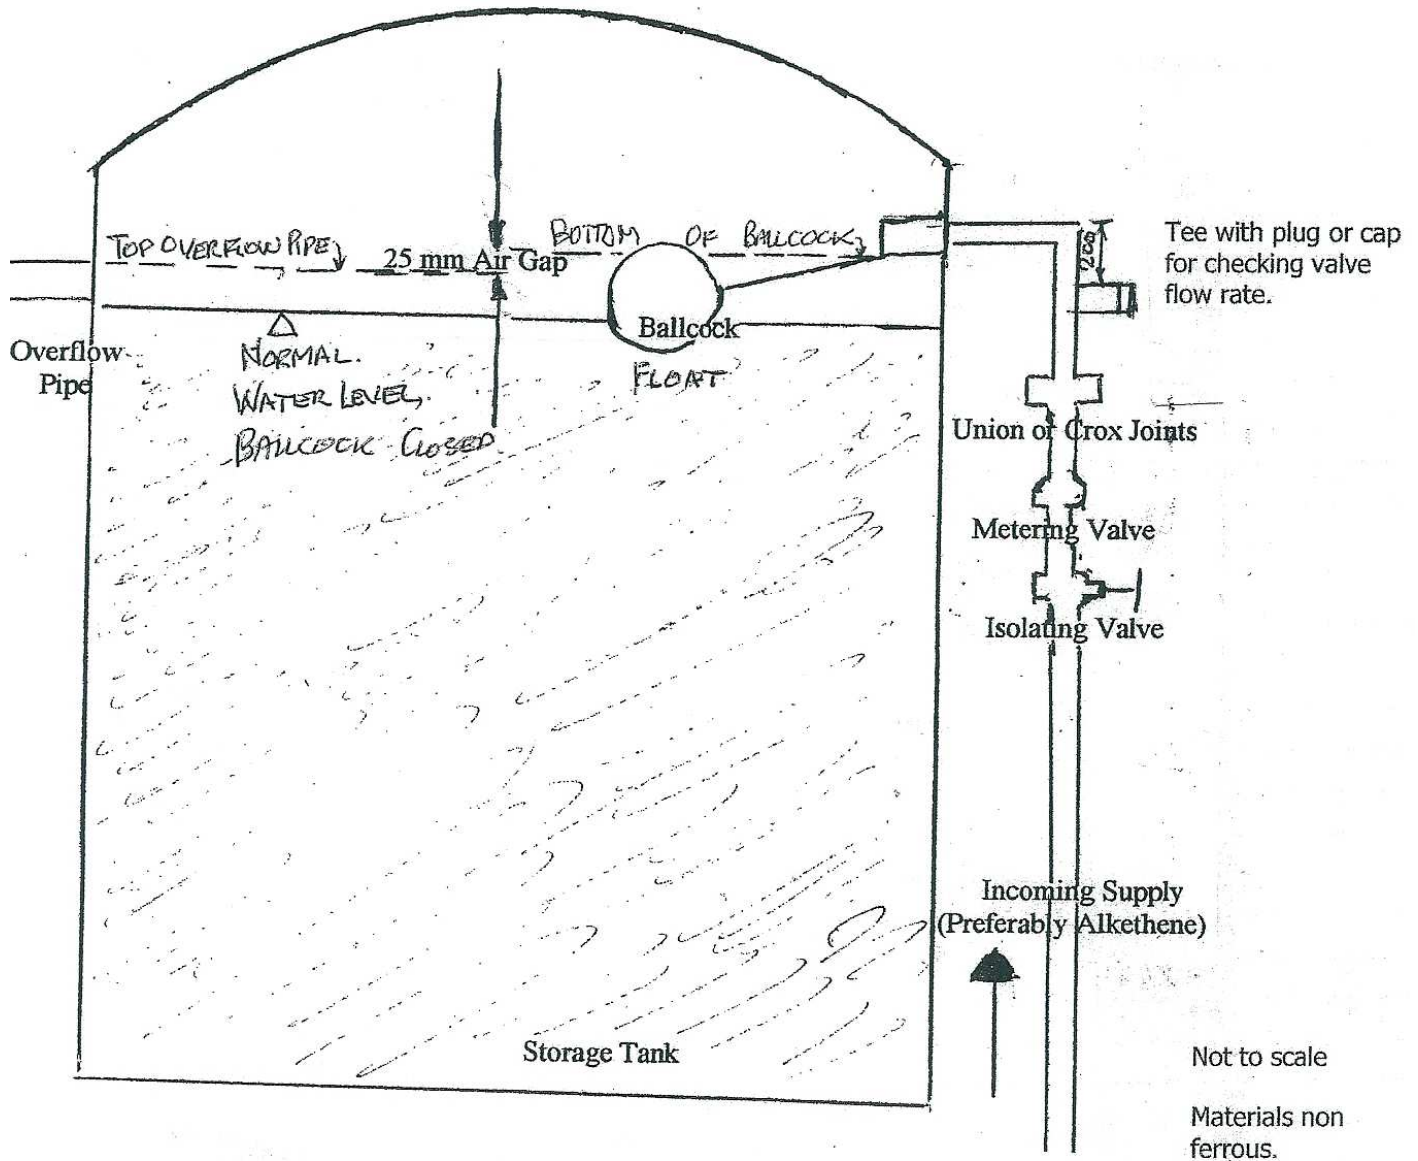 TOP OVERFLOW PIPE
25 mm Air Gap
BOTTOM OF BALLCOCK
200
Tee with plug or cap
for checking valve
flow rate.
Overflow
Pipe
NORMAL.
WATER LEVEL,
BALLCOCK CLOSED.
Ballcock
FLOAT
Union or Crox Joints
Metering Valve
Isolating Valve
Incoming Supply
(Preferably Alkethene)
Storage Tank
Not to scale
Materials non
ferrous.